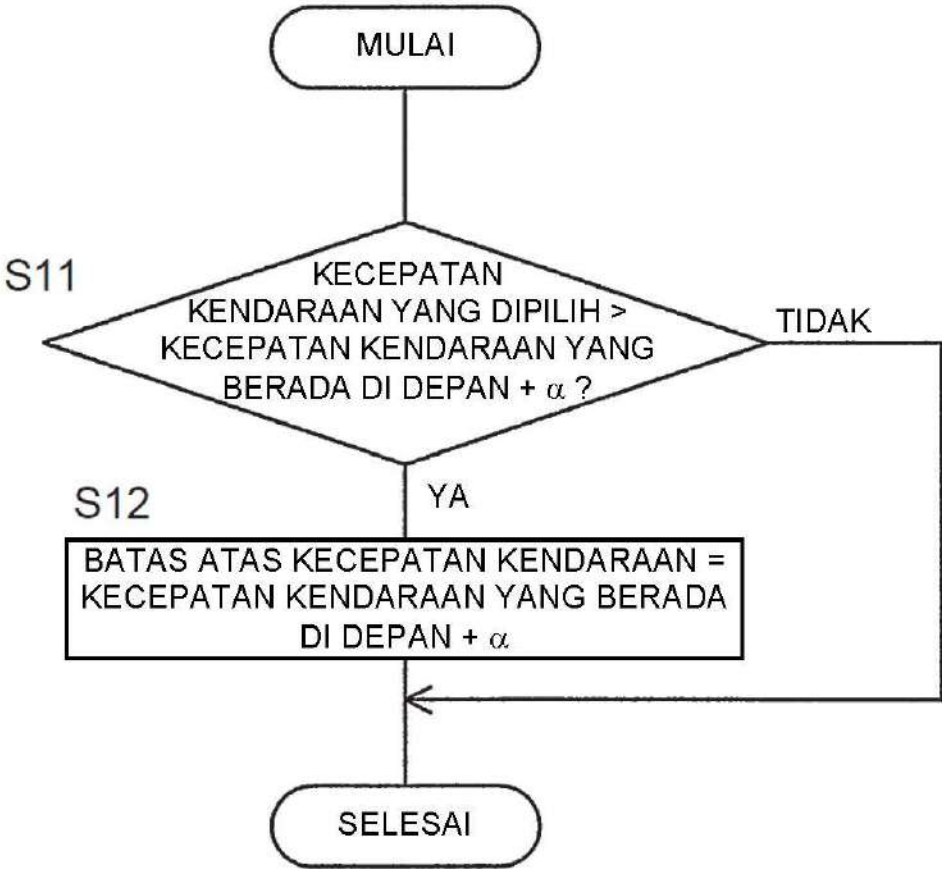 MULAI
S11
KECEPATAN
KENDARAAN YANG DIPILIH >
KECEPATAN KENDARAAN YANG
BERADA DI DEPAN + α ?
TIDAK
YA
S12
BATAS ATAS KECEPATAN KENDARAAN =
KECEPATAN KENDARAAN YANG BERADA
DI DEPAN + α
SELESAI